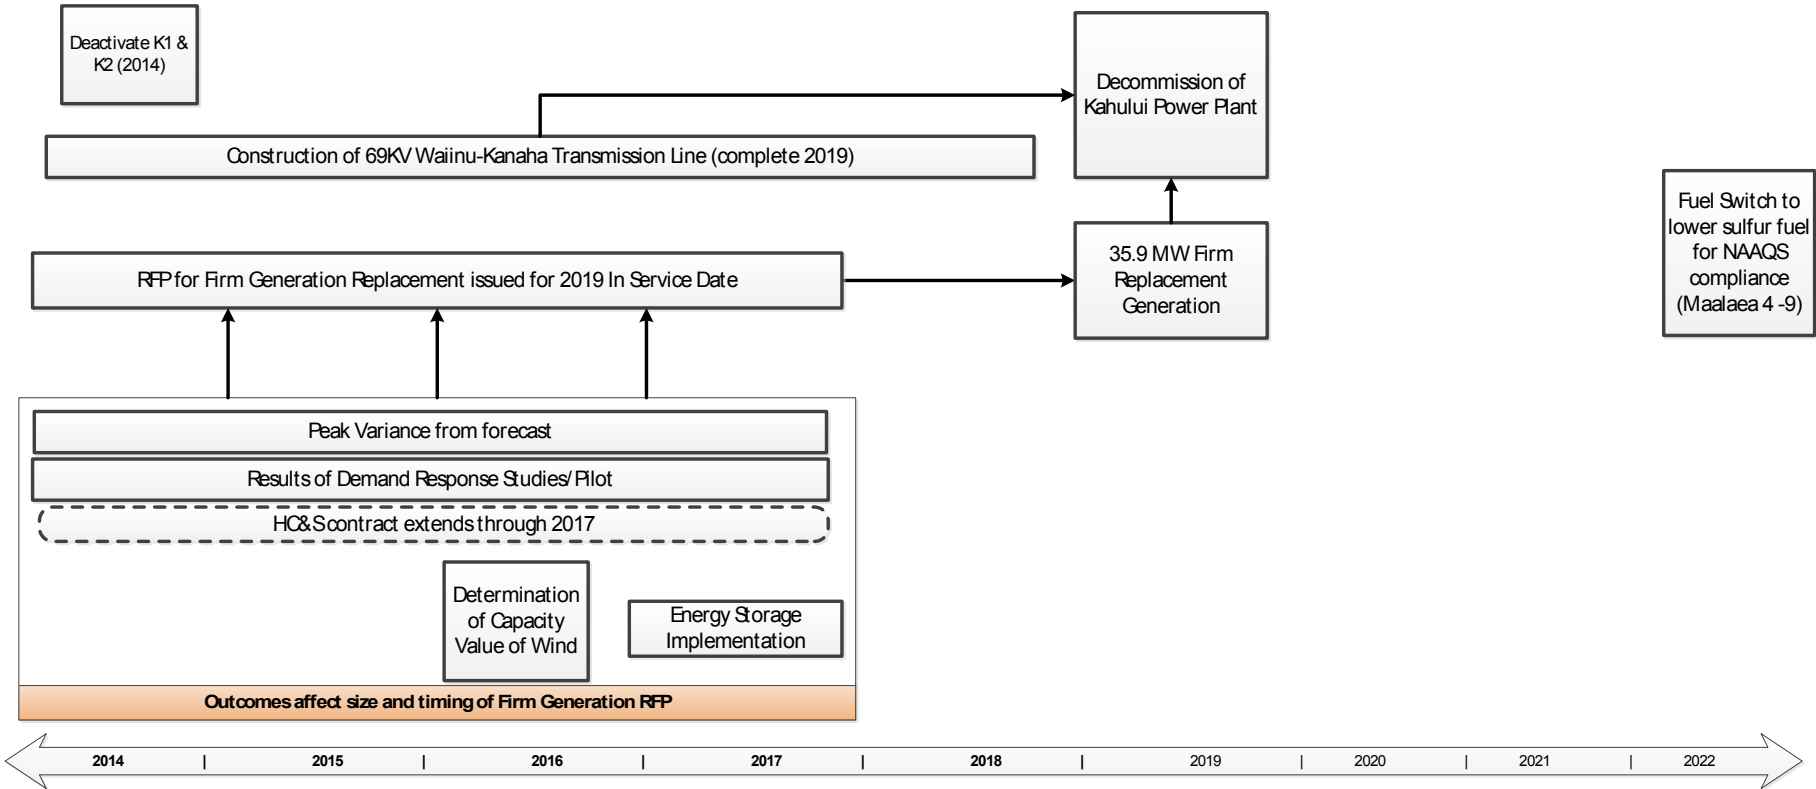 Deactivate K1 &
K2 (2014)
Decommission of
Kahului Power Plant
Construction of 69KV Waiinu-Kanaha Transmission Line (complete 2019)
Fuel Switch to
lower sulfur fuel
for NAAQS
compliance
(Maalaea 4 -9)
RFP for Firm Generation Replacement issued for 2019 In Service Date
35.9 MW Firm
Replacement
Generation
Peak Variance from forecast
Results of Demand Response Studies/ Pilot
HC&S contract extends through 2017
Determination
of Capacity
Value of Wind
Energy Storage
Implementation
Outcomes affect size and timing of Firm Generation RFP
2014 | 2015 | 2016 | 2017 | 2018 | 2019 | 2020 | 2021 | 2022